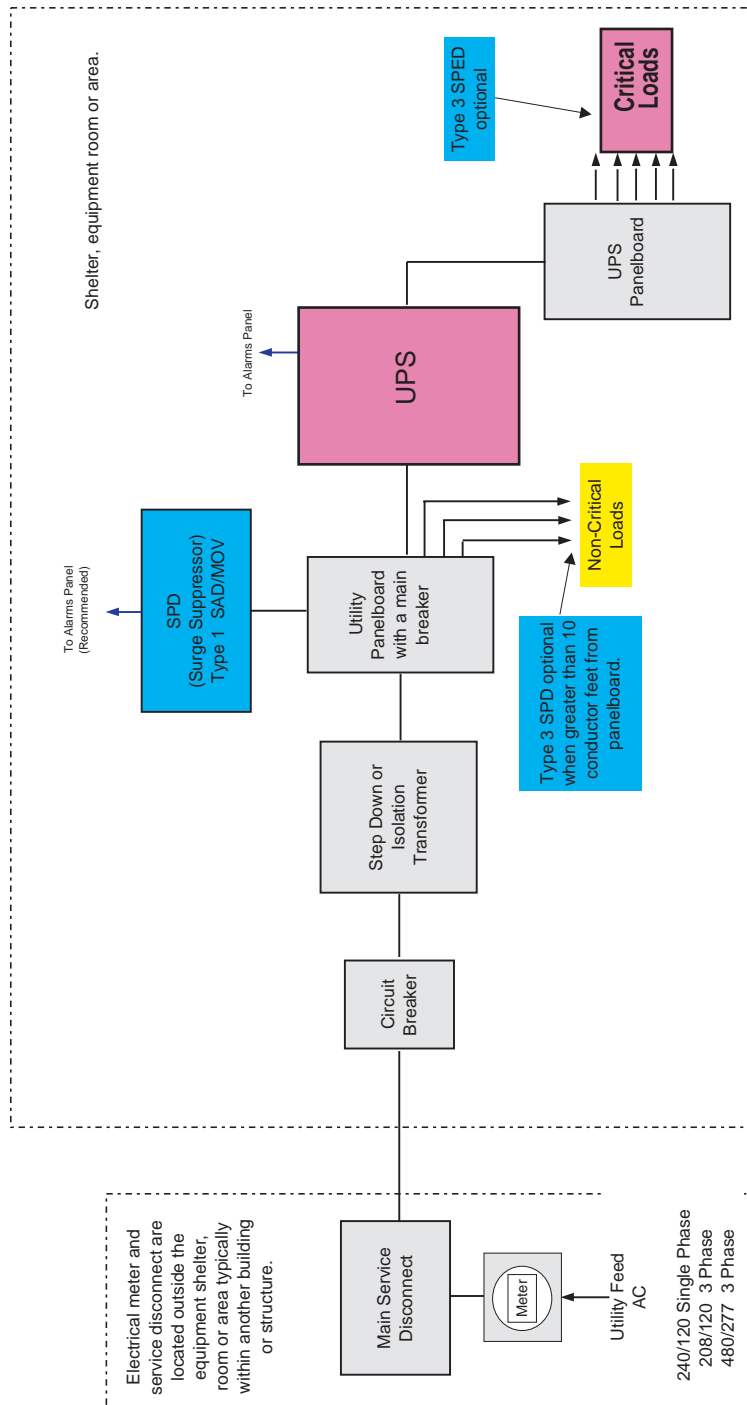 Shelter, equipment room or area.
Electrical meter and
service disconnect are
located outside the
equipment shelter,
room or area typically
within another building
or structure.
Main Service
Disconnect
Meter
Utility Feed
AC
240/120 Single Phase
208/120  3 Phase
480/277  3 Phase
Circuit
Breaker
Step Down or
Isolation
Transformer
To Alarms Panel
(Recommended)
SPD
(Surge Suppressor)
Type 1  SAD/MOV
Utility
Panelboard
with a main
breaker
Type 3 SPD optional
when greater than 10
conductor feet from
panelboard.
Non-Critical
Loads
To Alarms Panel
UPS
UPS
Panelboard
Type 3 SPED
optional
Critical
Loads